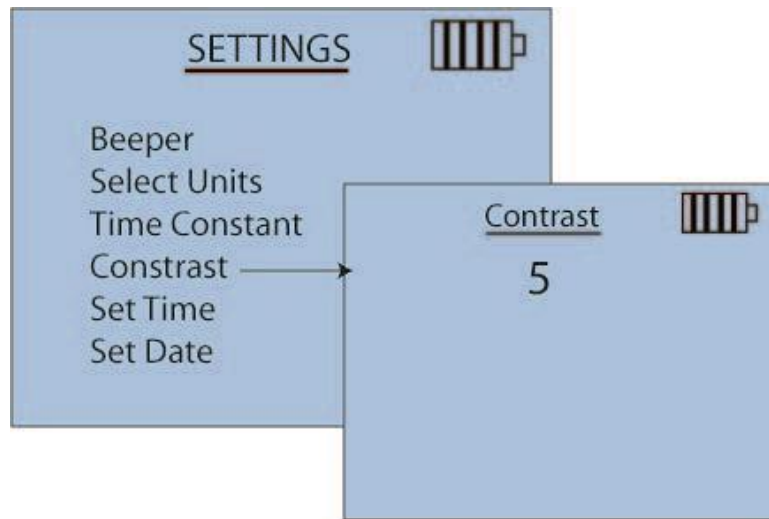 SETTINGS
Beeper
Select Units
Time Constant
Constrast
Set Time
Set Date
Contrast
5